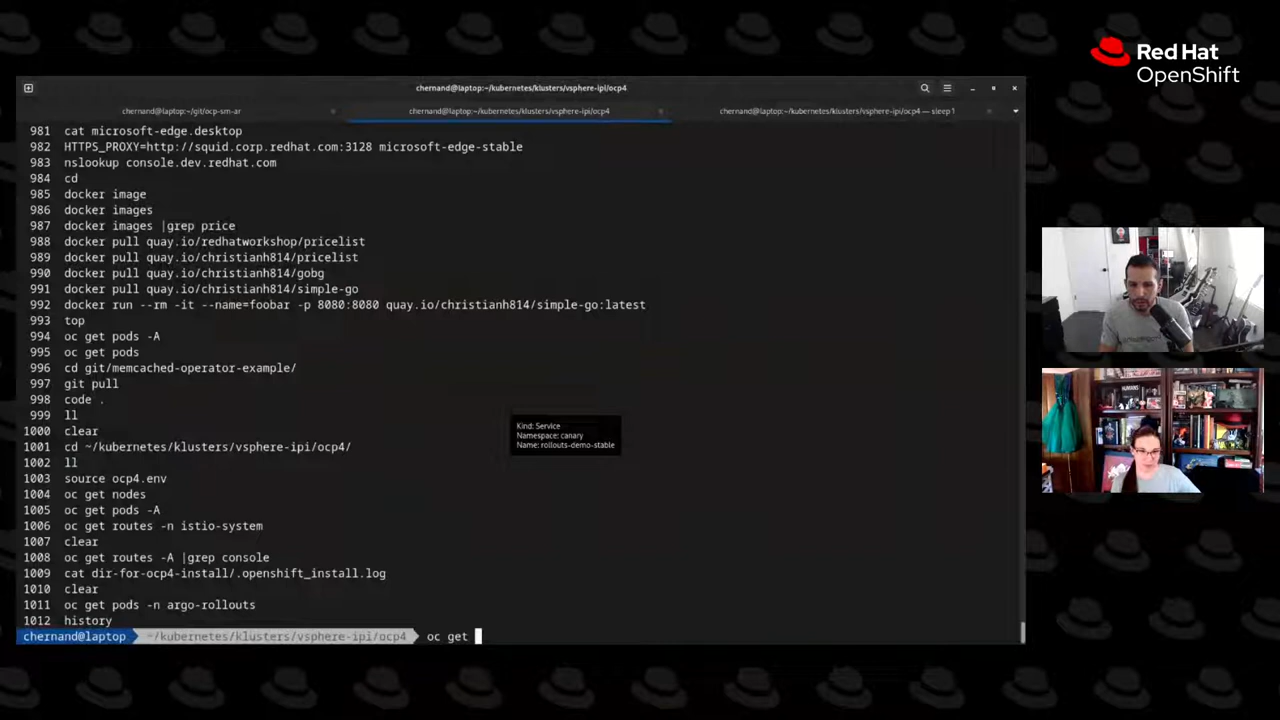 Red Hat
OpenShift
chernand@laptop:~/kubernetes/klusters/vsphere-ipi/ocp4
chernand@laptop:~/git/ocp-sm-ar
chernand@laptop:~/kubernetes/klusters/vsphere-ipi/ocp4
chernand@laptop:~/kubernetes/klusters/vsphere-ipi/ocp4 — sleep 1
981 cat microsoft-edge.desktop
982 HTTPS_PROXY=http://squid.corp.redhat.com:3128 microsoft-edge-stable
983 nslookup console.dev.redhat.com
984 cd
985 docker image
986 docker images
987 docker images |grep price
988 docker pull quay.io/redhatworkshop/pricelist
989 docker pull quay.io/christianh814/pricelist
990 docker pull quay.io/christianh814/gobg
991 docker pull quay.io/christianh814/simple-go
992 docker run --rm -it --name=foobar -p 8080:8080 quay.io/christianh814/simple-go:latest
993 top
994 oc get pods -A
995 oc get pods
996 cd git/memcached-operator-example/
997 git pull
998 code .
999 ll
1000 clear
1001 cd ~/kubernetes/klusters/vsphere-ipi/ocp4/
1002 ll
1003 source ocp4.env
1004 oc get nodes
1005 oc get pods -A
1006 oc get routes -n istio-system
1007 clear
1008 oc get routes -A |grep console
1009 cat dir-for-ocp4-install/.openshift_install.log
1010 clear
1011 oc get pods -n argo-rollouts
1012 history
chernand@laptop ~/kubernetes/klusters/vsphere-ipi/ocp4 oc get
Kind: Service
Namespace: canary
Name: rollouts-demo-stable
HUMANS